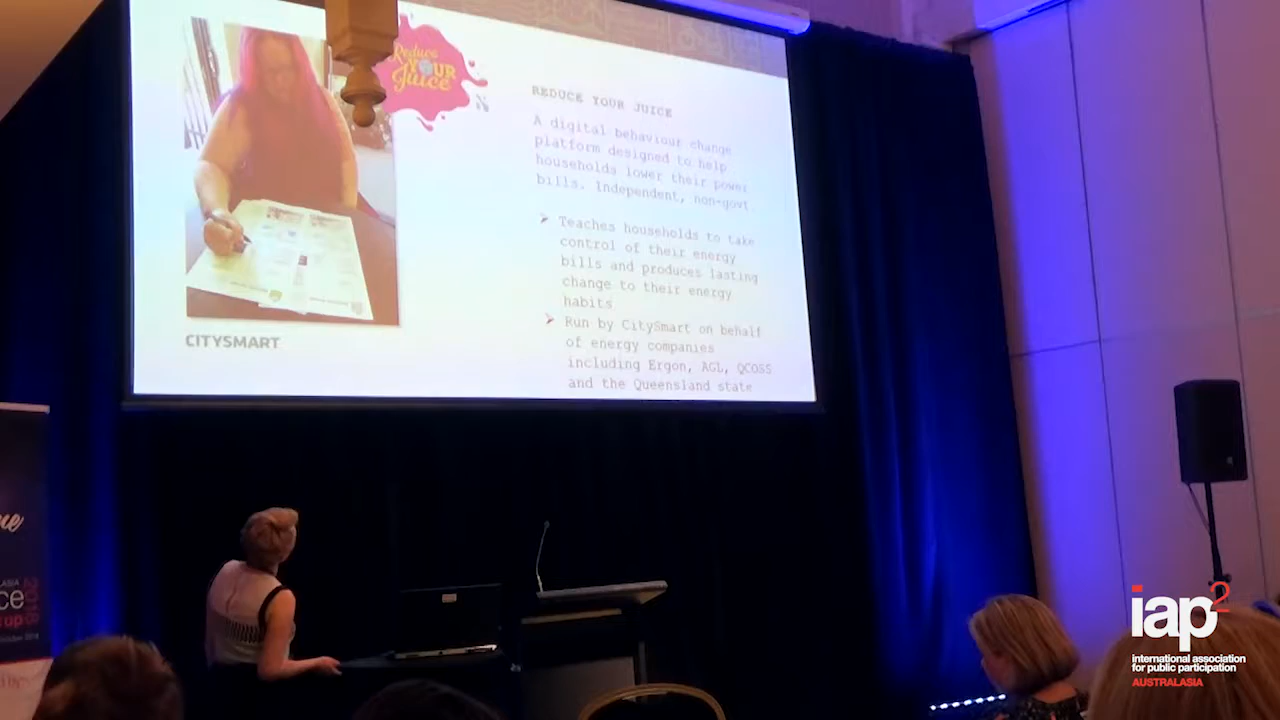 Reduce
YOUR
Juice
REDUCE YOUR JUICE
A digital behaviour change
platform designed to help
households lower their power
bills. Independent, non-govt
Teaches households to take
control of their energy
bills and produces lasting
change to their energy
habits
Run by CitySmart on behalf
of energy companies
including Ergon, AGL, QCOSS
and the Queensland state
CITYSMART
2016
iap2
international association
for public participation
AUSTRALASIA